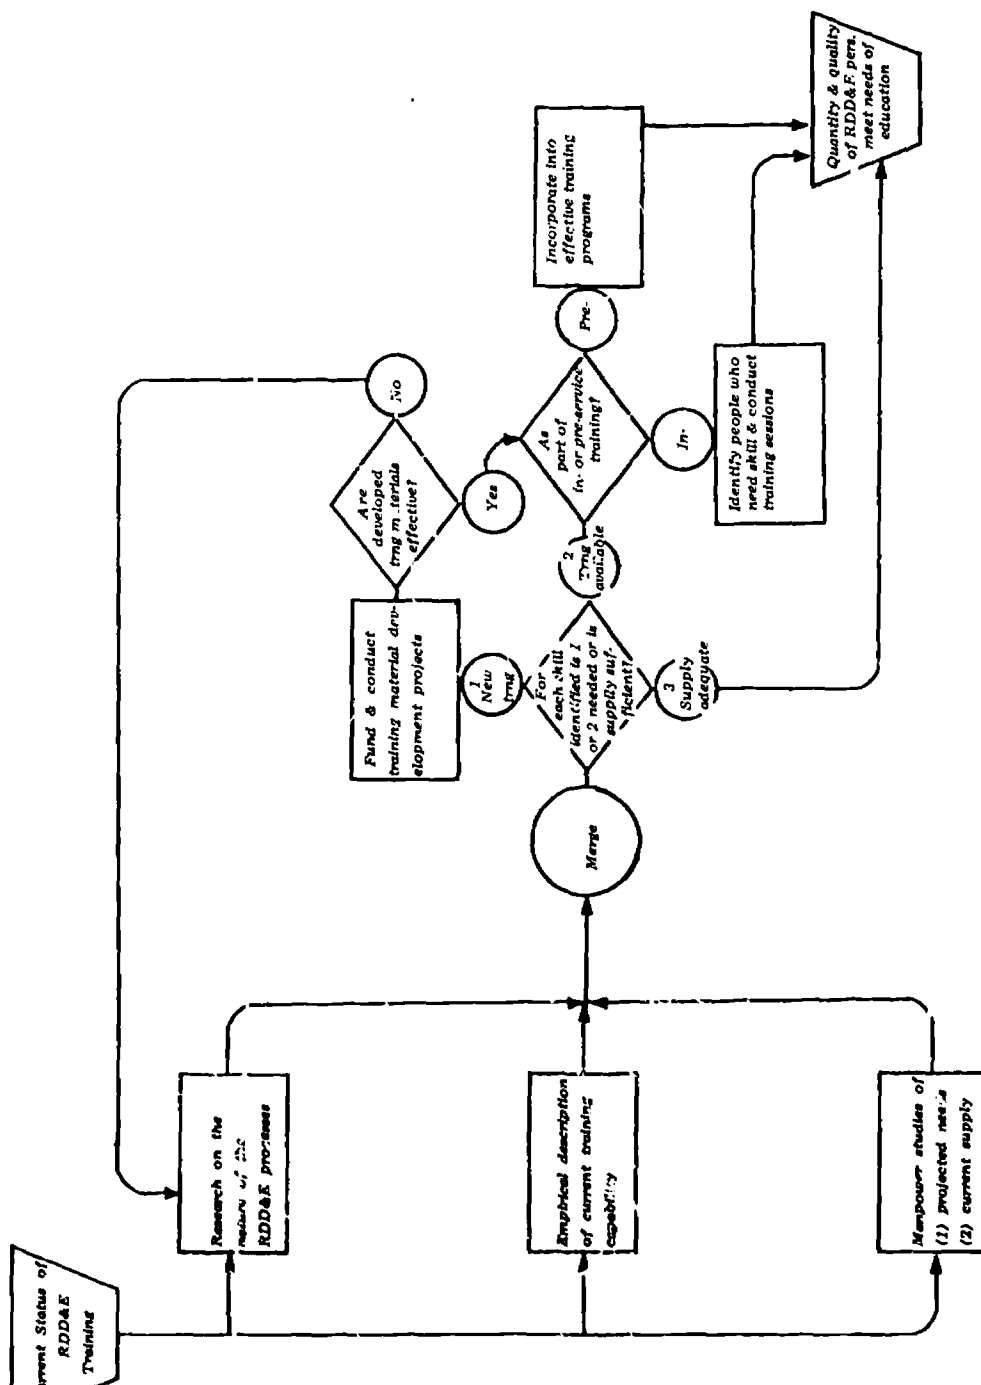 rrent Status of
RDD&E
Training
Research on the
nature of the
RDD&E processes
Empirical description
of current training
capability
Manpower studies of
(1) projected needs
(2) current supply
Merge
For
each skill
identified is 1
or 2 needed or is
supply suf-
ficient?
1
New
trng
2
Trng
available
3
Supply
adequate
Fund & conduct
training material dev-
elopment projects
Are
developed
trng m terials
effective?
No
Yes
As
part of
in- or pre-service
training?
Pre-
In-
Incorporate into
effective training
programs
Identify people who
need skill & conduct
training sessions
Quantity & quality
of RDD&E pers.
meet needs of
education